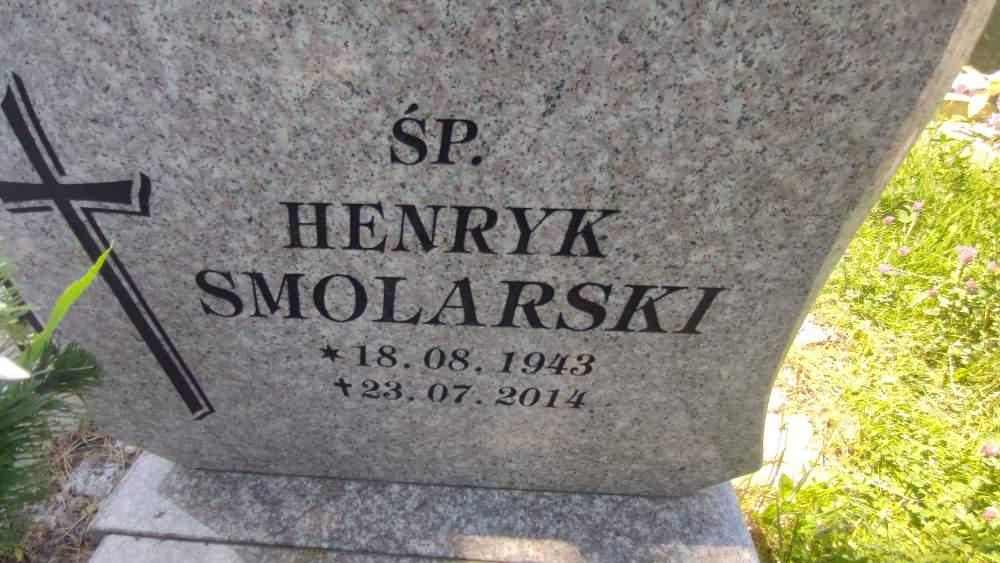 ŚP.
HENRYK
SMOLARSKI
* 18. 08. 1943
✝ 23. 07. 2014